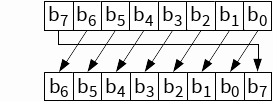 b₇ b₆ b₅ b₄ b₃ b₂ b₁ b₀
b₆ b₅ b₄ b₃ b₂ b₁ b₀ b₇